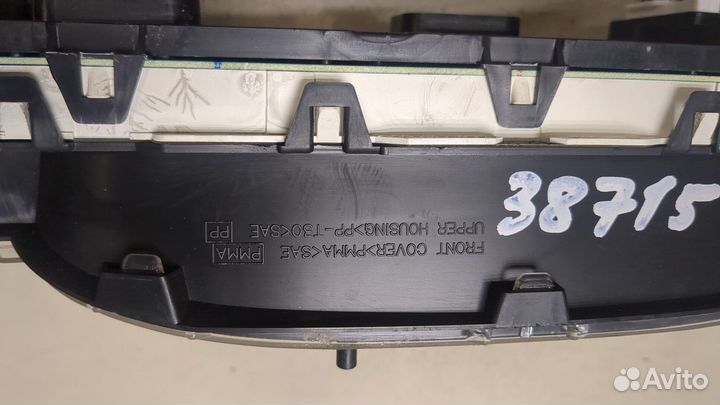 38715
FRONT COVER>PMMA<SAE PMMA
UPPER HOUSING>PP-T30<SAE PP
Avito